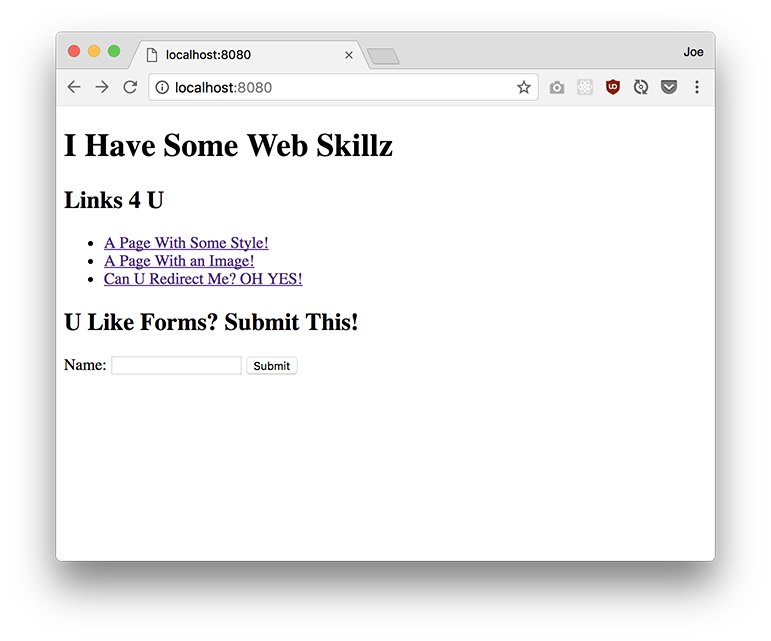 localhost:8080
Joe
localhost:8080
I Have Some Web Skillz
Links 4 U
A Page With Some Style!
A Page With an Image!
Can U Redirect Me? OH YES!
U Like Forms? Submit This!
Name: Submit